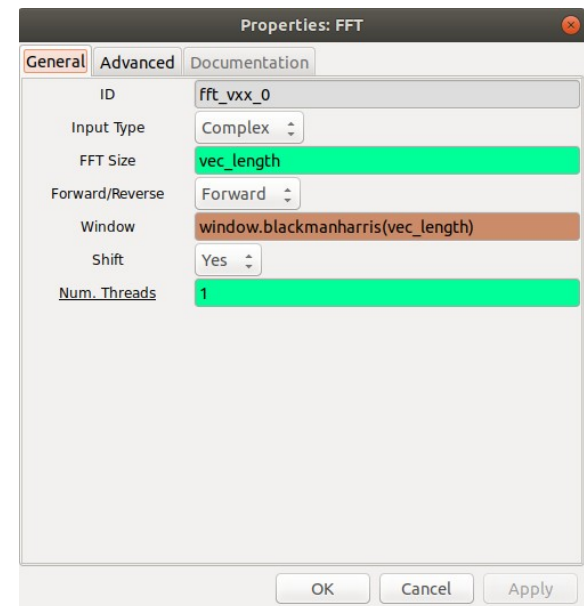 Properties: FFT
General Advanced Documentation
ID fft_vxx_0
Input Type Complex
FFT Size vec_length
Forward/Reverse Forward
Window window.blackmanharris(vec_length)
Shift Yes
Num. Threads 1
OK Cancel Apply